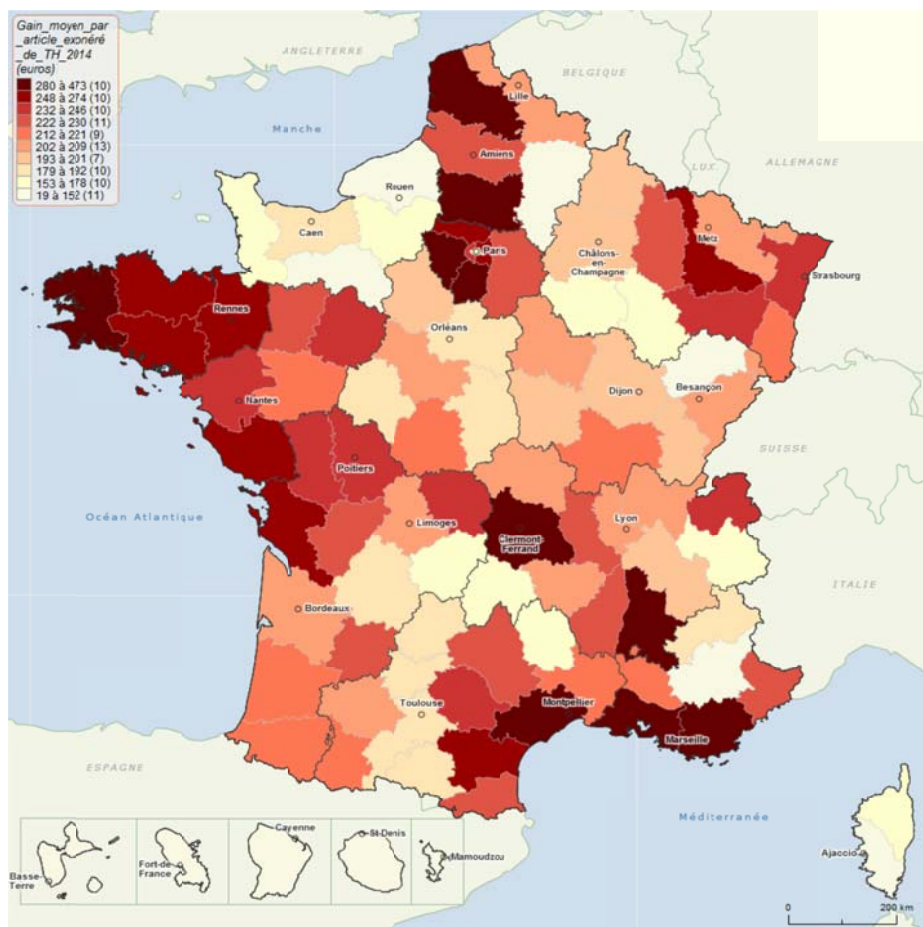 Gain_moyen_par
_article_exonéré
_de_TH_2014
(euros)
280 à 473 (10)
248 à 274 (10)
232 à 246 (10)
222 à 230 (11)
212 à 221 (9)
202 à 209 (13)
193 à 201 (7)
179 à 192 (10)
153 à 178 (10)
19 à 152 (11)
ANGLETERRE
BELGIQUE
Lille
Manche
LUX.
ALLEMAGNE
Amiens
Rouen
Caen
Paris
Metz
Châlons-
en-
Champagne
Strasbourg
Rennes
Orléans
Dijon
Besançon
Nantes
SUISSE
Poitiers
Océan Atlantique
Limoges
Clermont-
Ferrand
Lyon
ITALIE
Bordeaux
Toulouse
Montpellier
Marseille
ESPAGNE
Méditerranée
Ajaccio
Basse-
Terre
Fort-de-
France
Cayenne
St-Denis
Mamoudzou
0
200 km